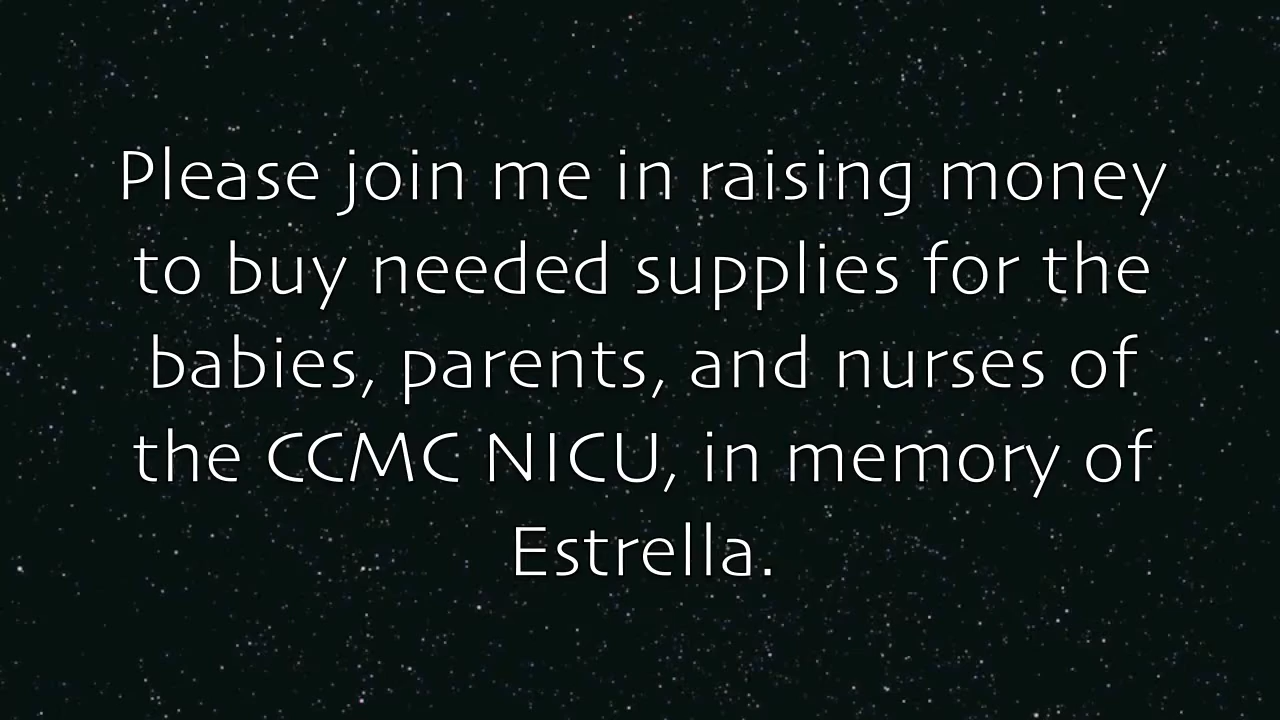 Please join me in raising money
to buy needed supplies for the
babies, parents, and nurses of
the CCMC NICU, in memory of
Estrella.